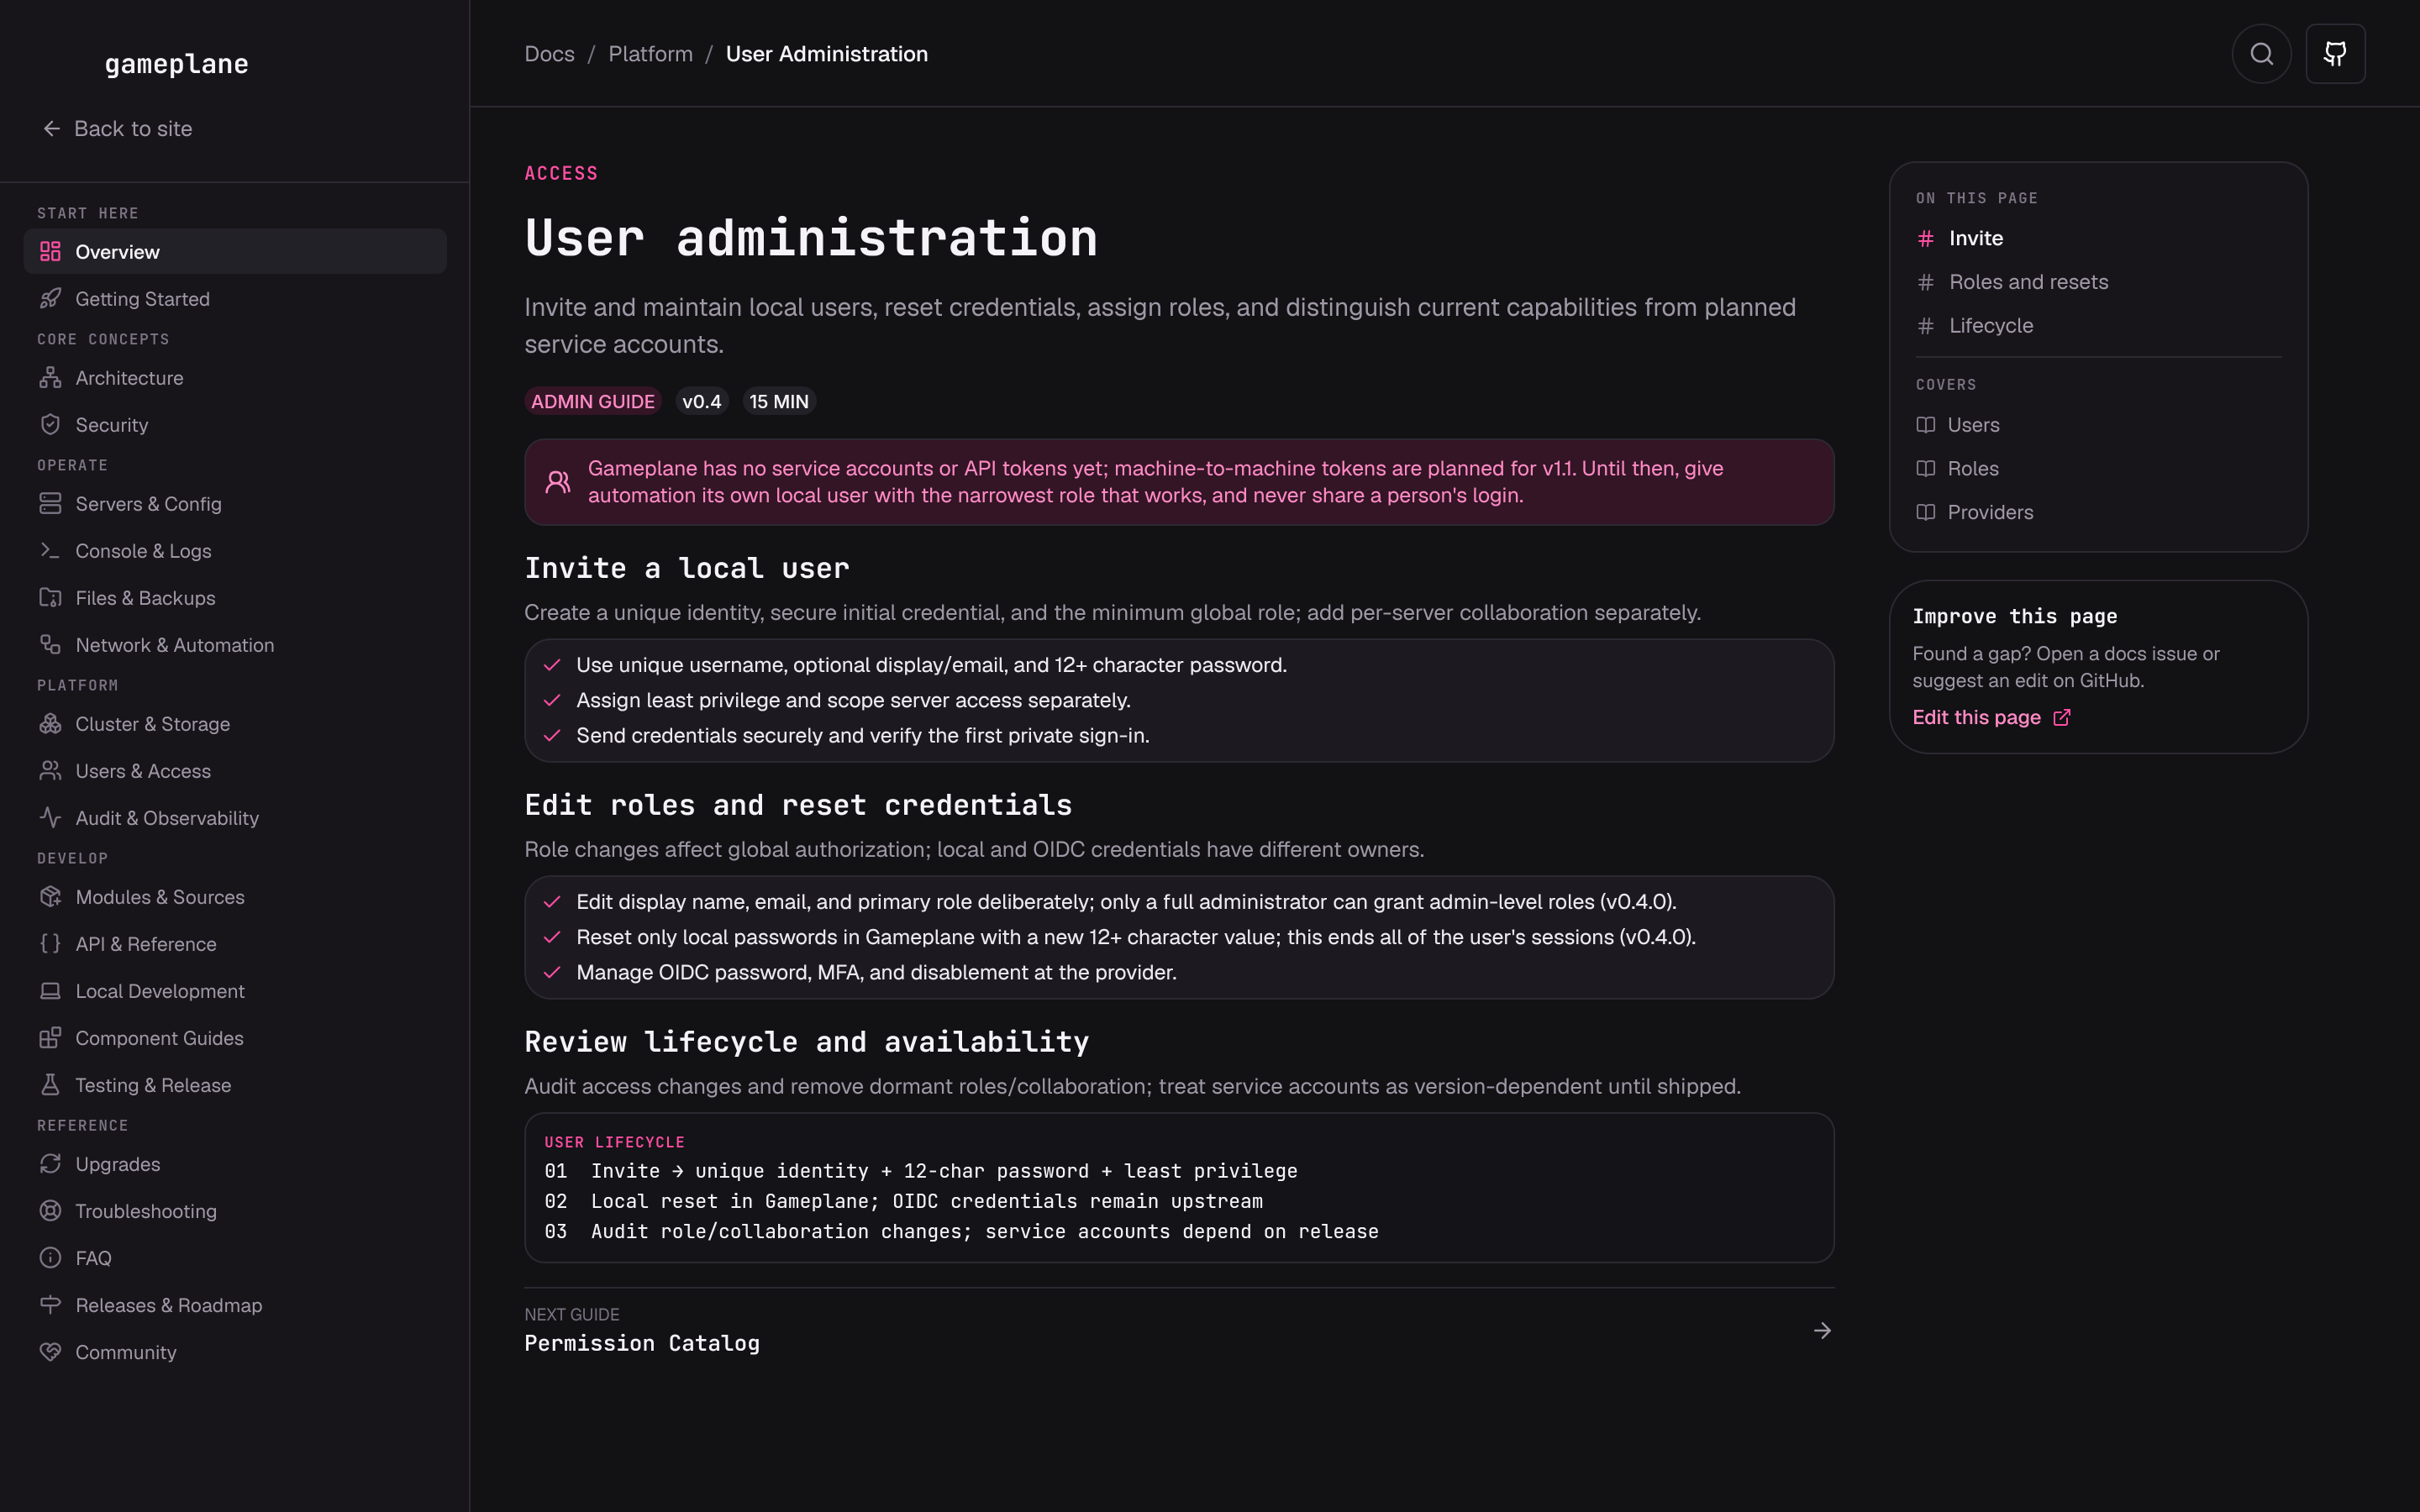 gameplane
Back to site
START HERE
Overview
Getting Started
CORE CONCEPTS
Architecture
Security
OPERATE
Servers & Config
Console & Logs
Files & Backups
Network & Automation
PLATFORM
Cluster & Storage
Users & Access
Audit & Observability
DEVELOP
Modules & Sources
API & Reference
Local Development
Component Guides
Testing & Release
REFERENCE
Upgrades
Troubleshooting
FAQ
Releases & Roadmap
Community
Docs / Platform / User Administration
ACCESS
User administration
Invite and maintain local users, reset credentials, assign roles, and distinguish current capabilities from planned
service accounts.
ADMIN GUIDE v0.4 15 MIN
Gameplane has no service accounts or API tokens yet; machine-to-machine tokens are planned for v1.1. Until then, give
automation its own local user with the narrowest role that works, and never share a person's login.
Invite a local user
Create a unique identity, secure initial credential, and the minimum global role; add per-server collaboration separately.
Use unique username, optional display/email, and 12+ character password.
Assign least privilege and scope server access separately.
Send credentials securely and verify the first private sign-in.
Edit roles and reset credentials
Role changes affect global authorization; local and OIDC credentials have different owners.
Edit display name, email, and primary role deliberately; only a full administrator can grant admin-level roles (v0.4.0).
Reset only local passwords in Gameplane with a new 12+ character value; this ends all of the user's sessions (v0.4.0).
Manage OIDC password, MFA, and disablement at the provider.
Review lifecycle and availability
Audit access changes and remove dormant roles/collaboration; treat service accounts as version-dependent until shipped.
USER LIFECYCLE
01 Invite → unique identity + 12-char password + least privilege
02 Local reset in Gameplane; OIDC credentials remain upstream
03 Audit role/collaboration changes; service accounts depend on release
NEXT GUIDE
Permission Catalog
ON THIS PAGE
# Invite
# Roles and resets
# Lifecycle
COVERS
Users
Roles
Providers
Improve this page
Found a gap? Open a docs issue or
suggest an edit on GitHub.
Edit this page